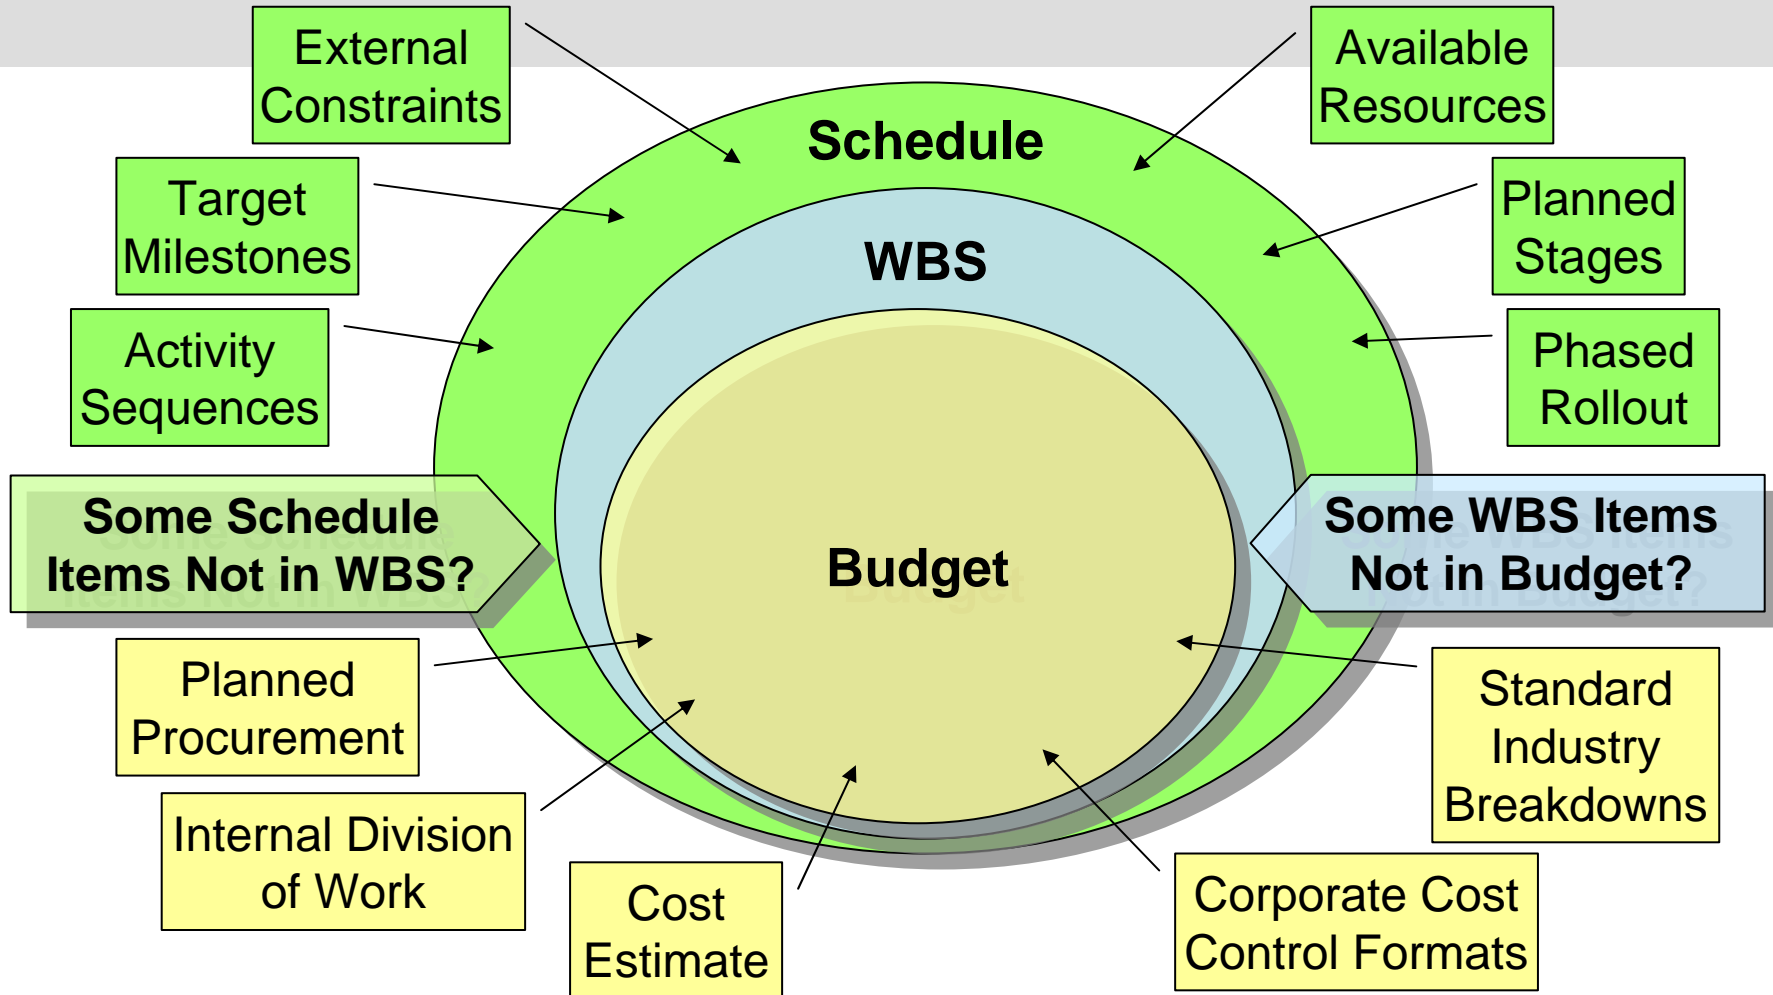 External
Constraints
Available
Resources
Schedule
Target
Milestones
Planned
Stages
WBS
Activity
Sequences
Phased
Rollout
Some Schedule
Items Not in WBS?
Some WBS Items
Not in Budget?
Budget
Planned
Procurement
Standard
Industry
Breakdowns
Internal Division
of Work
Cost
Estimate
Corporate Cost
Control Formats